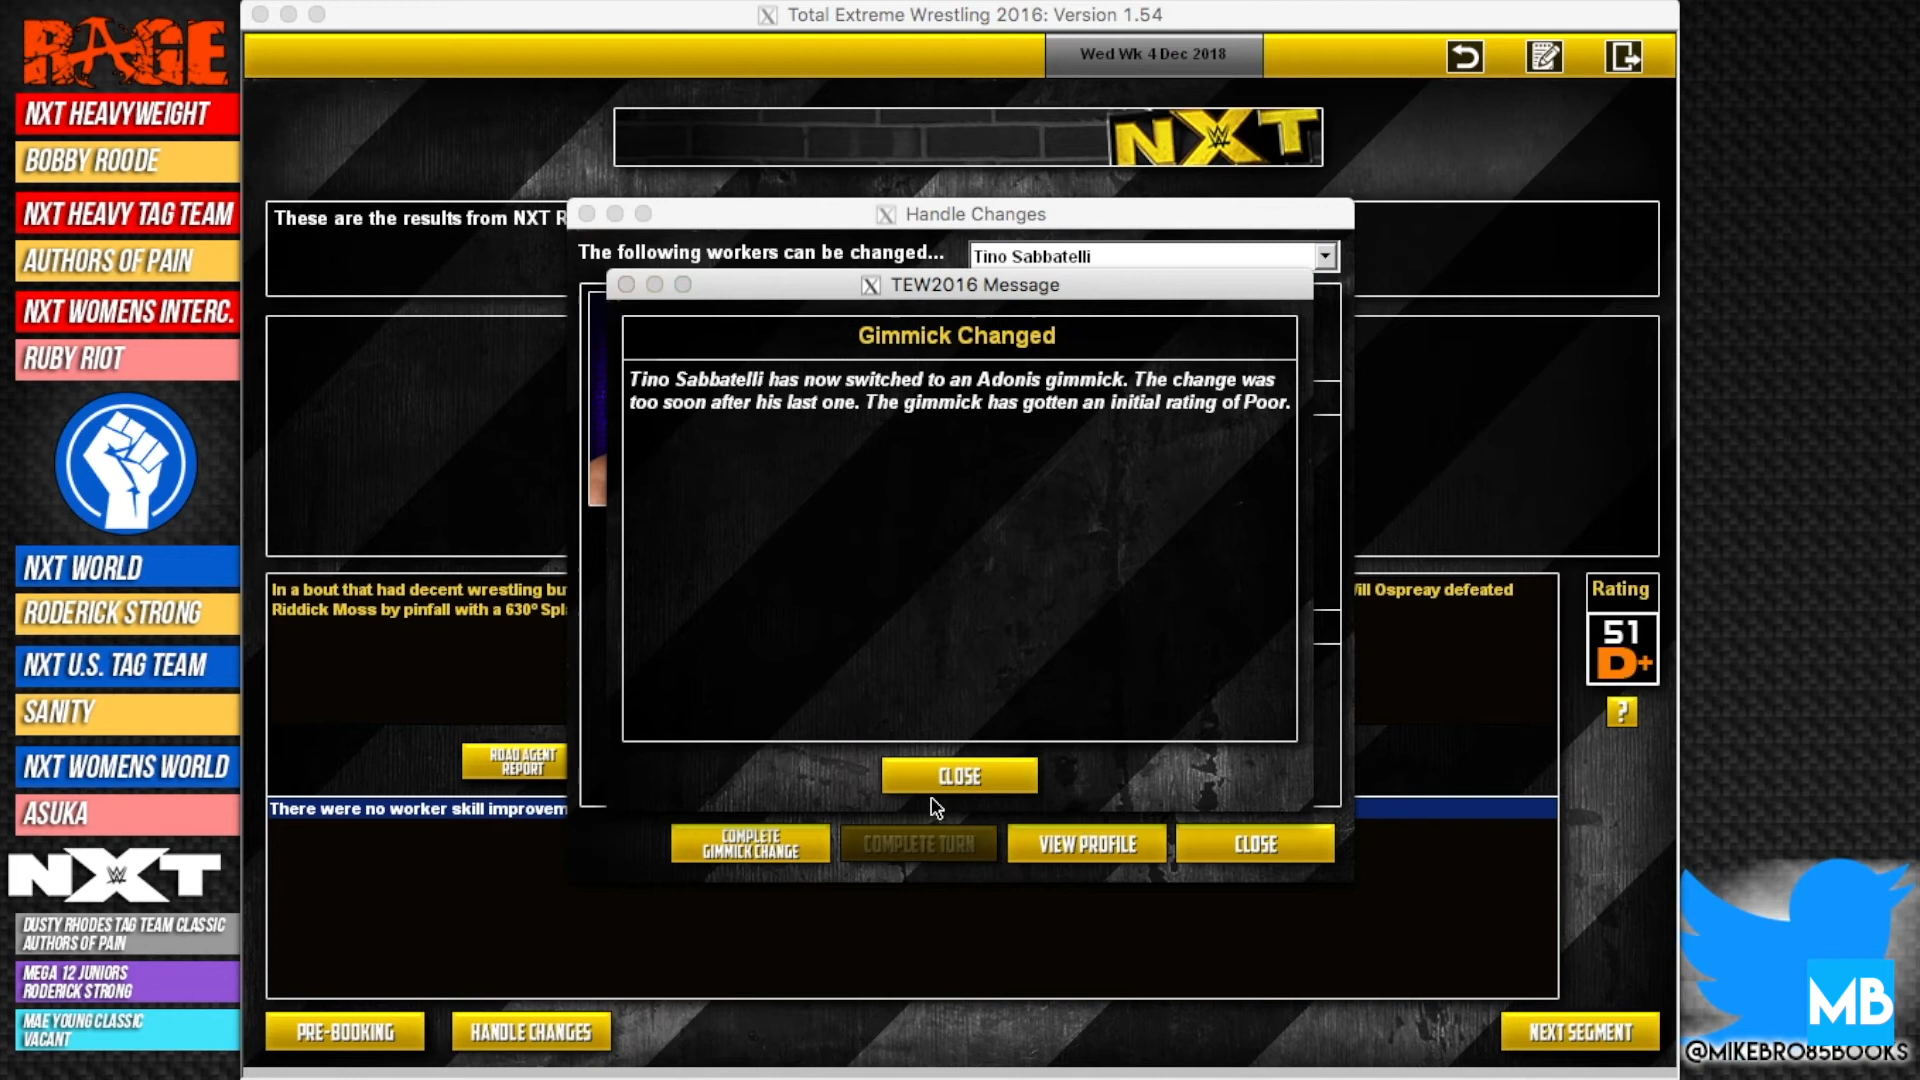 RAGE
NXT HEAVYWEIGHT
BOBBY ROODE
NXT HEAVY TAG TEAM
AUTHORS OF PAIN
NXT WOMENS INTERC.
RUBY RIOT
NXT WORLD
RODERICK STRONG
NXT U.S. TAG TEAM
SANITY
NXT WOMENS WORLD
ASUKA
NXT
DUSTY RHODES TAG TEAM CLASSIC
AUTHORS OF PAIN
MEGA 12 JUNIORS
RODERICK STRONG
MAE YOUNG CLASSIC
VACANT
Total Extreme Wrestling 2016: Version 1.54
Wed Wk 4 Dec 2018
NXT
These are the results from NXT R
Handle Changes
The following workers can be changed...
Tino Sabbatelli
TEW2016 Message
Gimmick Changed
Tino Sabbatelli has now switched to an Adonis gimmick. The change was
too soon after his last one. The gimmick has gotten an initial rating of Poor.
CLOSE
COMPLETE
GIMMICK CHANGE
COMPLETE TURN
VIEW PROFILE
CLOSE
In a bout that had decent wrestling bu
ill Ospreay defeated
Riddick Moss by pinfall with a 630º Spl
Rating
51
D+
?
ROAD AGENT
REPORT
There were no worker skill improvem
PRE-BOOKING
HANDLE CHANGES
NEXT SEGMENT
MB
@MIKEBRO85BOOKS